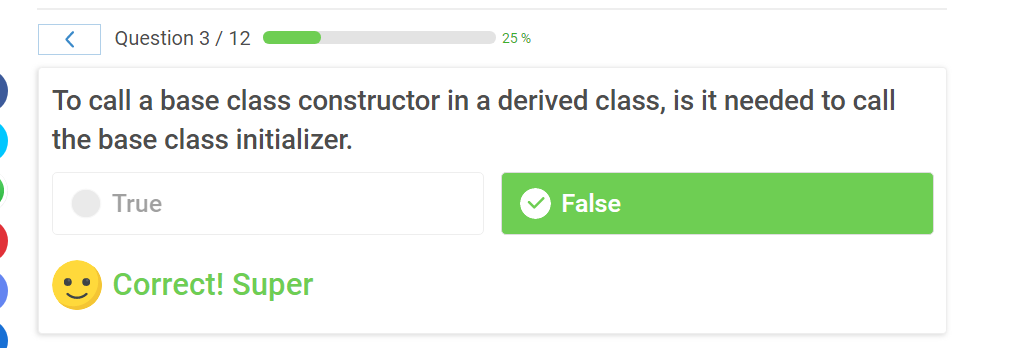 Question 3 / 12
25 %
To call a base class constructor in a derived class, is it needed to call
the base class initializer.
True
False
Correct! Super